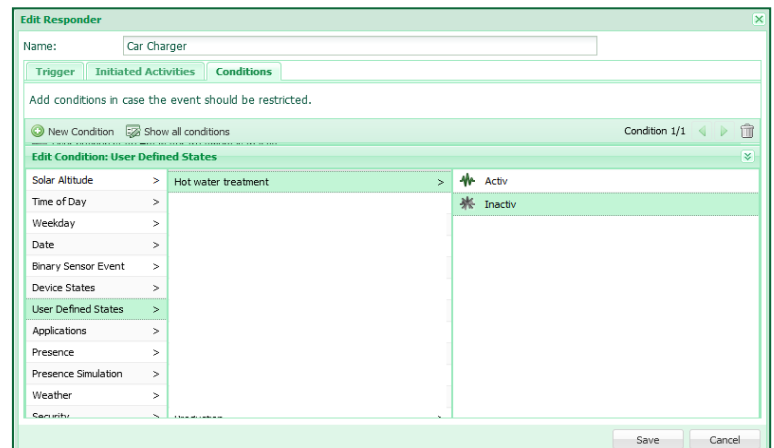 Edit Responder
Name: Car Charger
Trigger Initiated Activities Conditions
Add conditions in case the event should be restricted.
New Condition Show all conditions Condition 1/1
Edit Condition: User Defined States
Solar Altitude > Hot water treatment > Activ
Time of Day > Inactiv
Weekday >
Date >
Binary Sensor Event >
Device States >
User Defined States >
Applications >
Presence >
Presence Simulation >
Weather >
Security >
Save Cancel